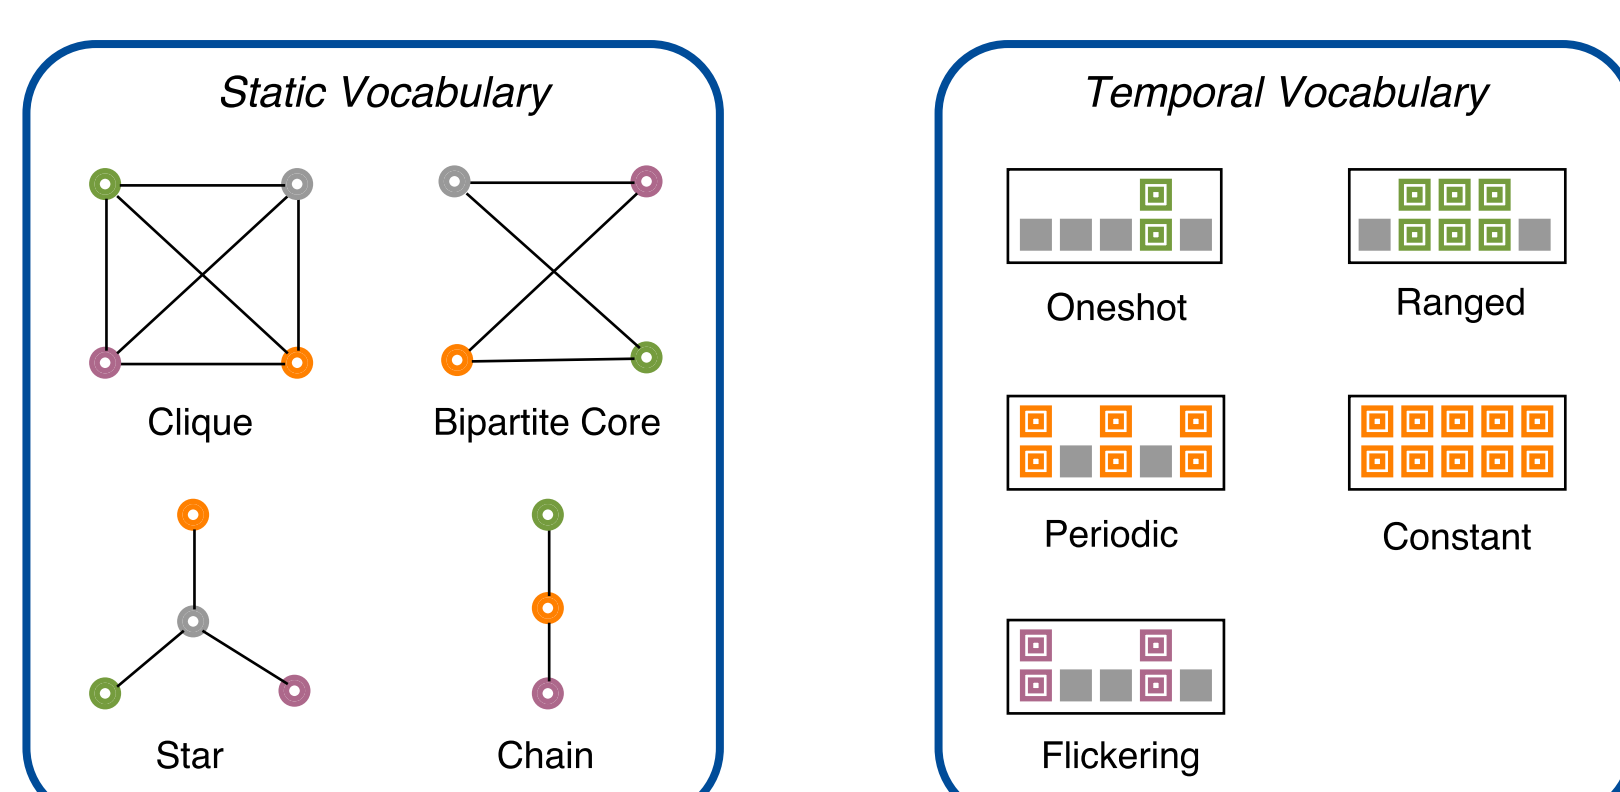 Static Vocabulary
Clique
Bipartite Core
Star
Chain
Temporal Vocabulary
Oneshot
Ranged
Periodic
Constant
Flickering